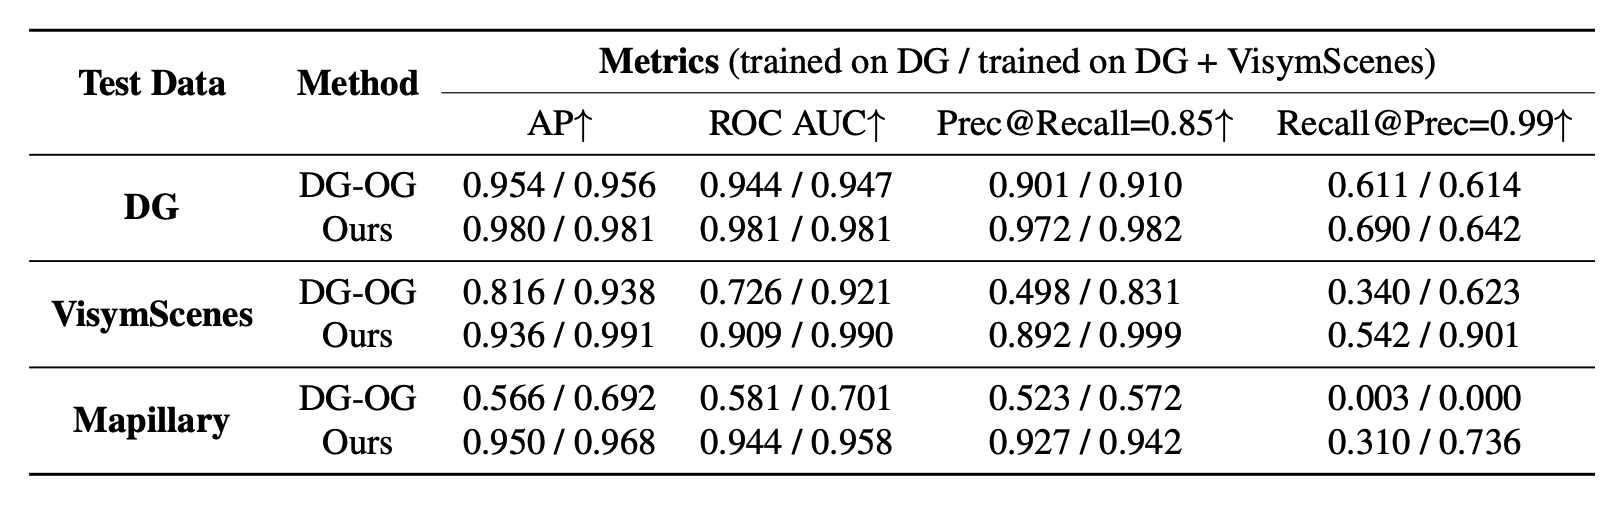 Metrics (trained on DG / trained on DG + VisymScenes)
Test Data Method
AP↑ ROC AUC↑ Prec@Recall=0.85↑ Recall@Prec=0.99↑
DG-OG 0.954 / 0.956 0.944 / 0.947 0.901 / 0.910 0.611 / 0.614
DG
Ours 0.980 / 0.981 0.981 / 0.981 0.972 / 0.982 0.690 / 0.642
DG-OG 0.816 / 0.938 0.726 / 0.921 0.498 / 0.831 0.340 / 0.623
VisymScenes
Ours 0.936 / 0.991 0.909 / 0.990 0.892 / 0.999 0.542 / 0.901
DG-OG 0.566 / 0.692 0.581 / 0.701 0.523 / 0.572 0.003 / 0.000
Mapillary
Ours 0.950 / 0.968 0.944 / 0.958 0.927 / 0.942 0.310 / 0.736